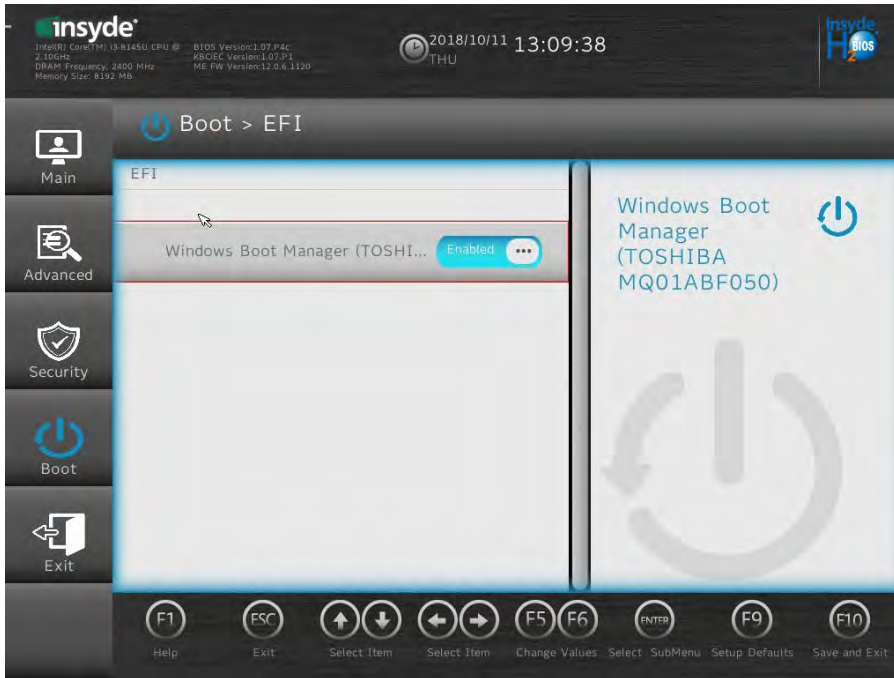 insyde
Intel(R) Core(TM) i3-8145U CPU @
2.10GHz
DRAM Frequency: 2400 MHz
Memory Size: 8192 MB
BIOS Version:1.07.P4c
KBC/EC Version:1.07.P1
ME FW Version:12.0.6.1120
2018/10/11 13:09:38
THU
insyde
H2O
BIOS
Boot > EFI
Main
Advanced
Security
Boot
Exit
EFI
Windows Boot Manager (TOSHI... Enabled
Windows Boot
Manager
(TOSHIBA
MQ01ABF050)
F1 ESC F5 F6 ENTER F9 F10
Help Exit Select Item Select Item Change Values Select SubMenu Setup Defaults Save and Exit